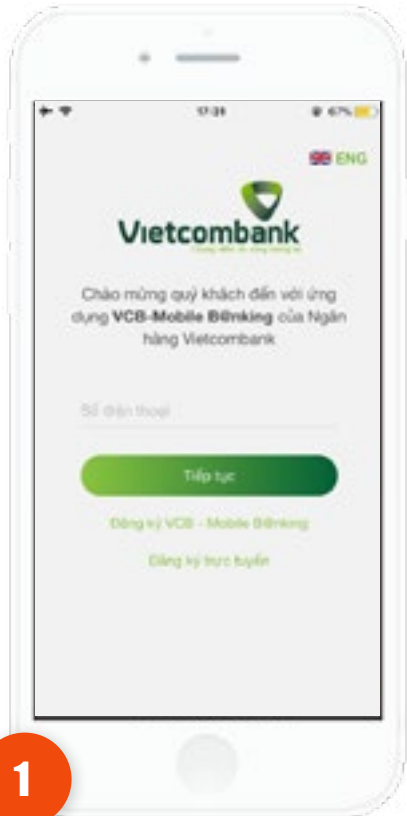 17:31
67%
ENG
Vietcombank
Chào mừng quý khách đến với ứng
dụng VCB-Mobile B@nking của Ngân
hàng Vietcombank
Số điện thoại
Tiếp tục
Đăng ký VCB - Mobile B@nking
Đăng ký trực tuyến
1